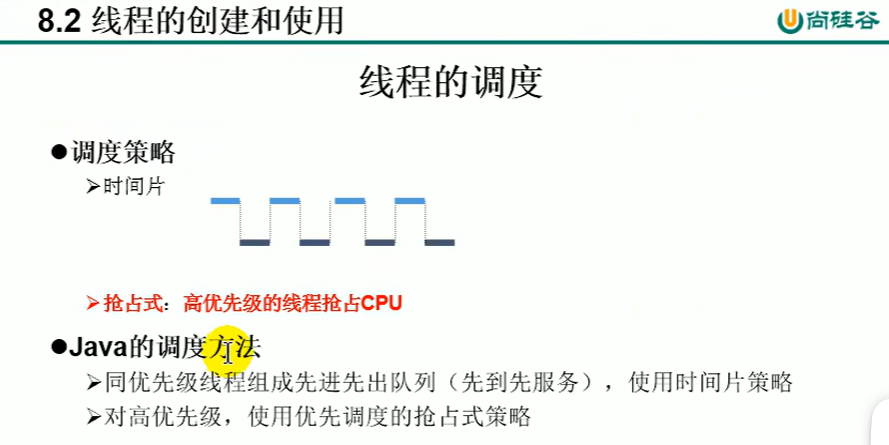 8.2 线程的创建和使用
尚硅谷
线程的调度
●调度策略
➢时间片
➢抢占式：高优先级的线程抢占CPU
●Java的调度方法
➢同优先级线程组成先进先出队列（先到先服务），使用时间片策略
➢对高优先级，使用优先调度的抢占式策略